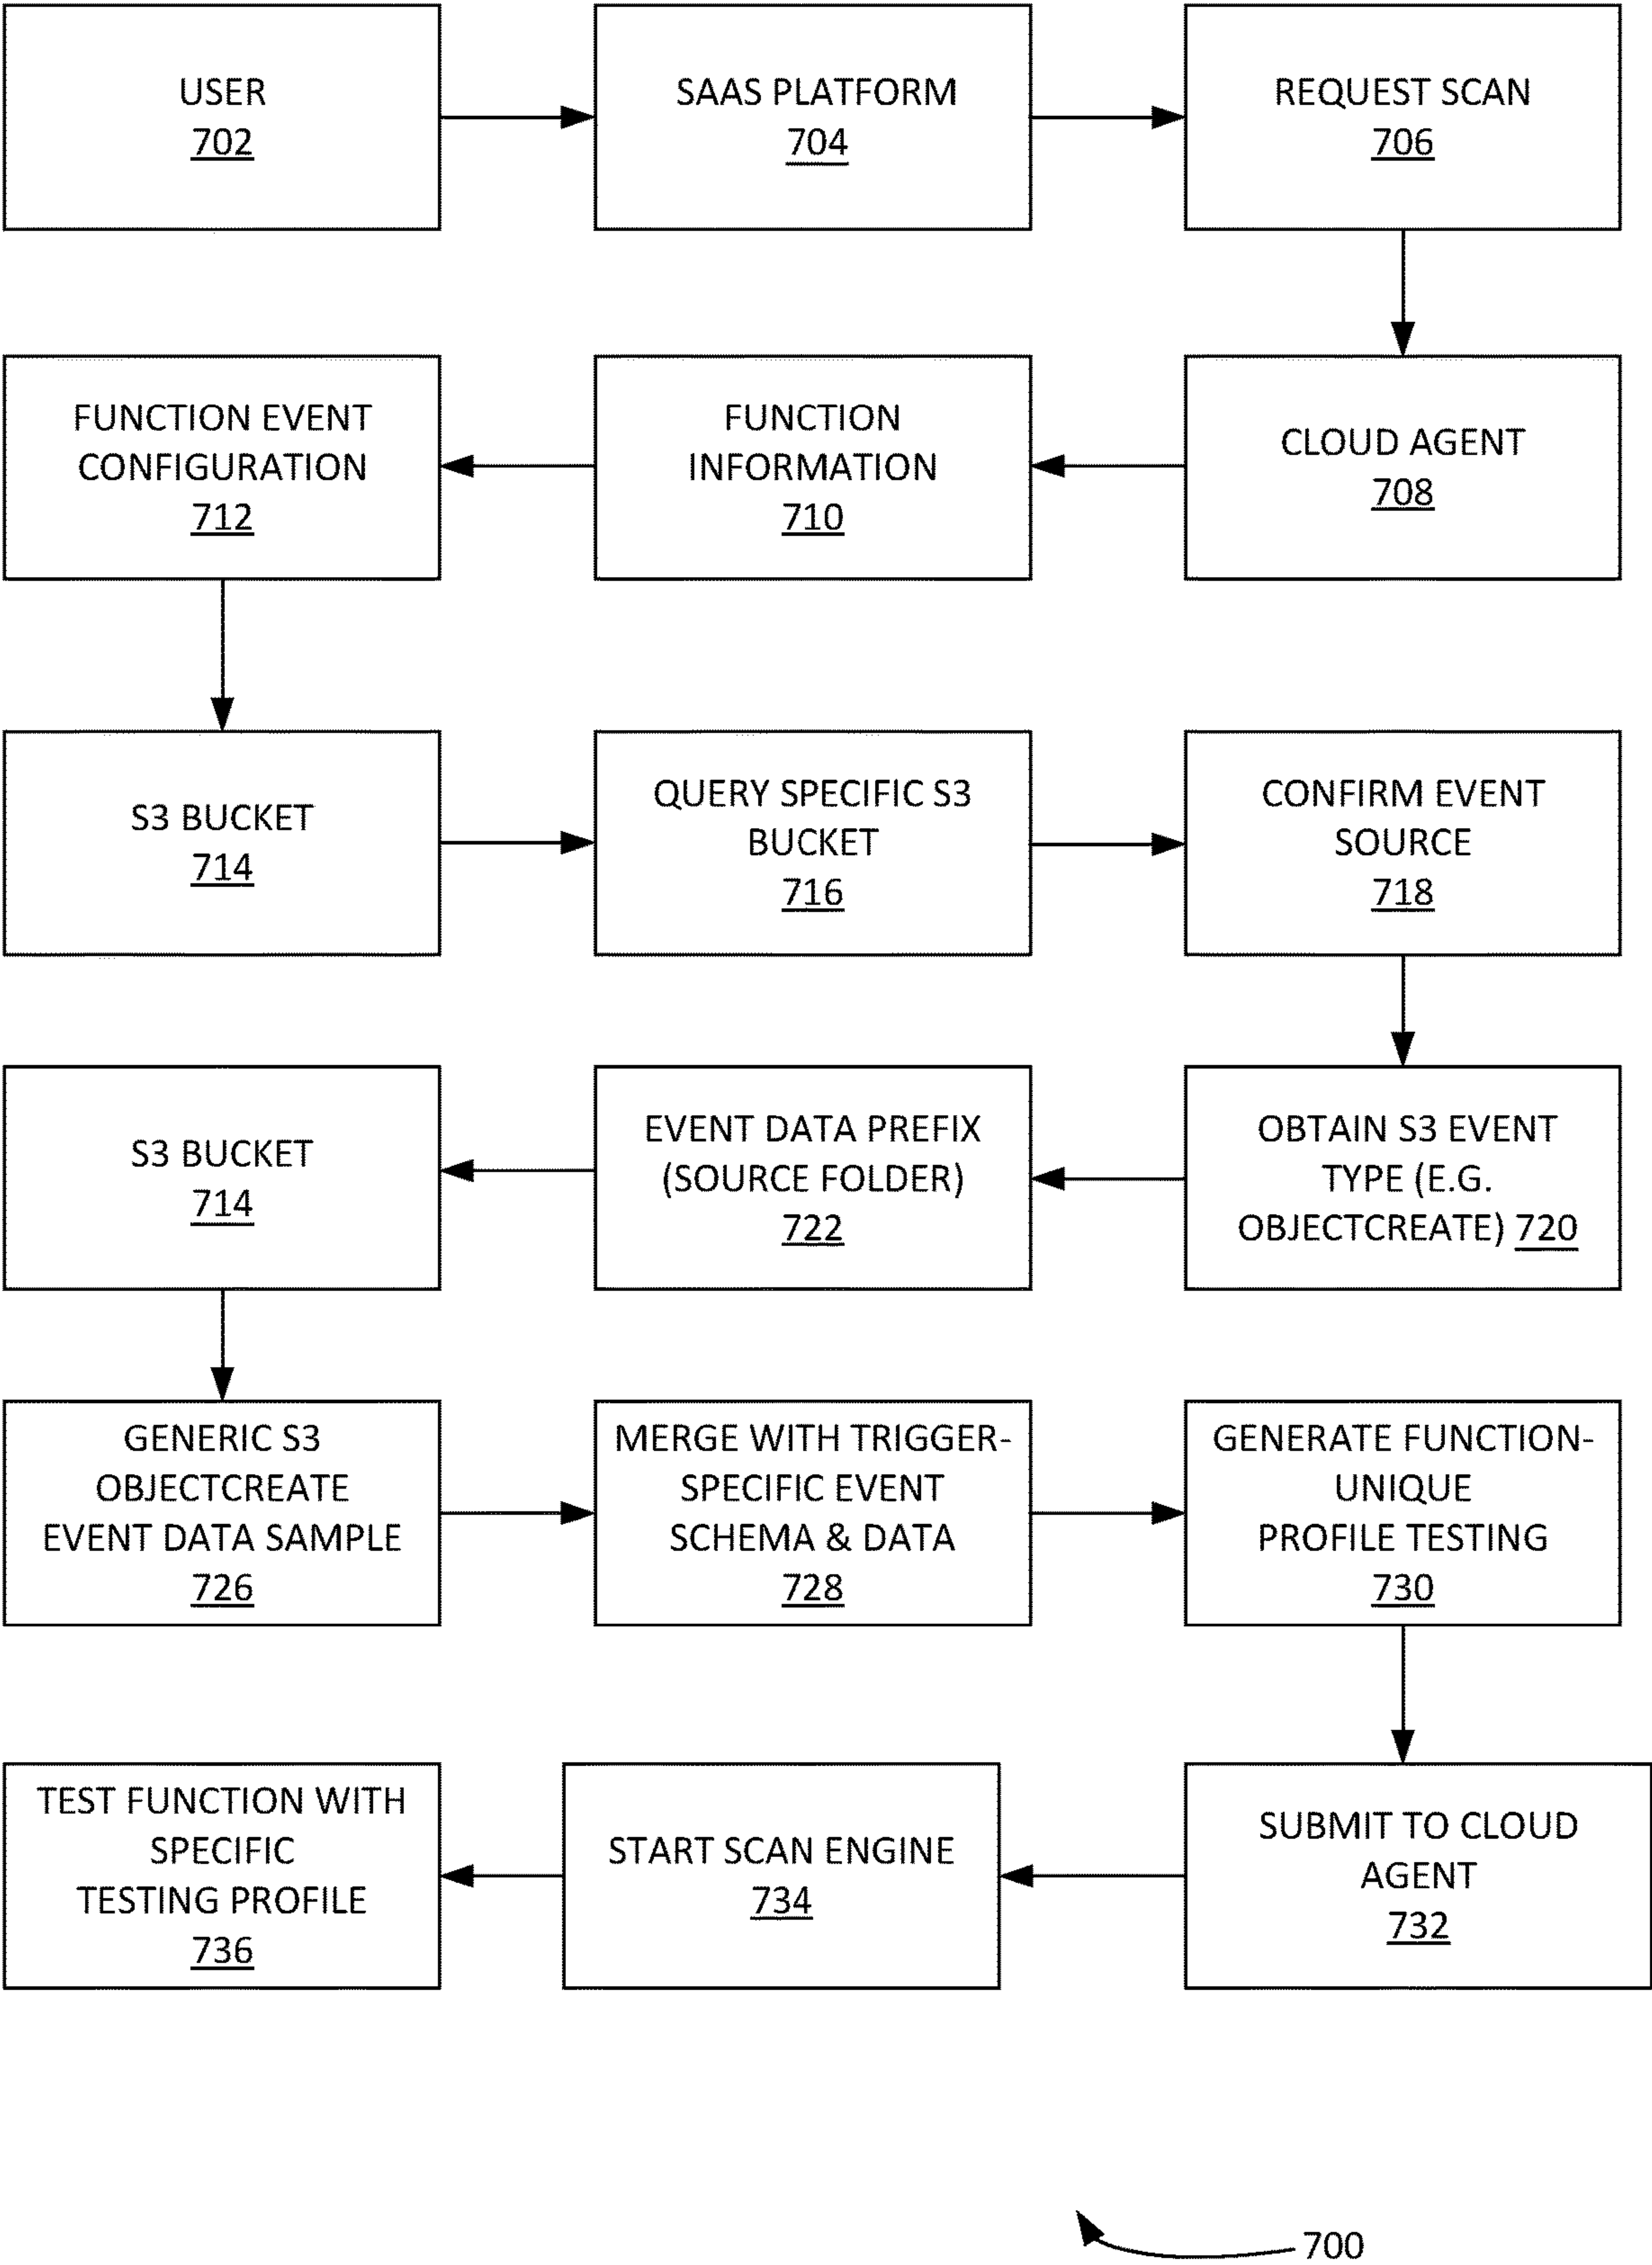 USER
702
SAAS PLATFORM
704
REQUEST SCAN
706
FUNCTION EVENT
CONFIGURATION
712
FUNCTION
INFORMATION
710
CLOUD AGENT
708
S3 BUCKET
714
QUERY SPECIFIC S3
BUCKET
716
CONFIRM EVENT
SOURCE
718
S3 BUCKET
714
EVENT DATA PREFIX
(SOURCE FOLDER)
722
OBTAIN S3 EVENT
TYPE (E.G.
OBJECTCREATE) 720
GENERIC S3
OBJECTCREATE
EVENT DATA SAMPLE
726
MERGE WITH TRIGGER-
SPECIFIC EVENT
SCHEMA & DATA
728
GENERATE FUNCTION-
UNIQUE
PROFILE TESTING
730
TEST FUNCTION WITH
SPECIFIC
TESTING PROFILE
736
START SCAN ENGINE
734
SUBMIT TO CLOUD
AGENT
732
700